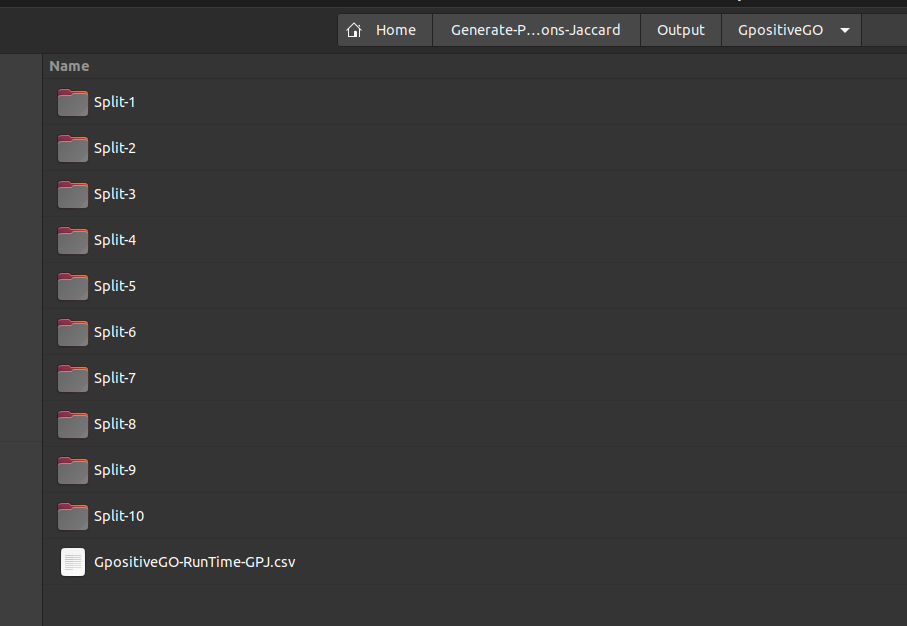 Home Generate-P...ons-Jaccard Output GpositiveGO
Name
Split-1
Split-2
Split-3
Split-4
Split-5
Split-6
Split-7
Split-8
Split-9
Split-10
GpositiveGO-RunTime-GPJ.csv